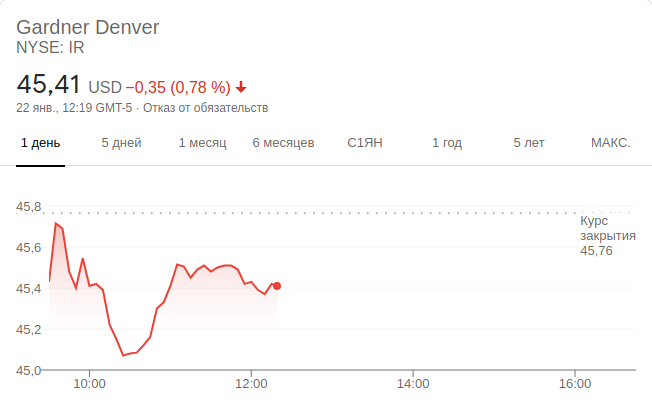 Gardner Denver
NYSE: IR
45,41 USD −0,35 (0,78 %)
22 янв., 12:19 GMT-5 · Отказ от обязательств
1 день 5 дней 1 месяц 6 месяцев С1ЯН 1 год 5 лет МАКС.
45,8
Курс
закрытия
45,76
45,6
45,4
45,2
45,0
10:00 12:00 14:00 16:00